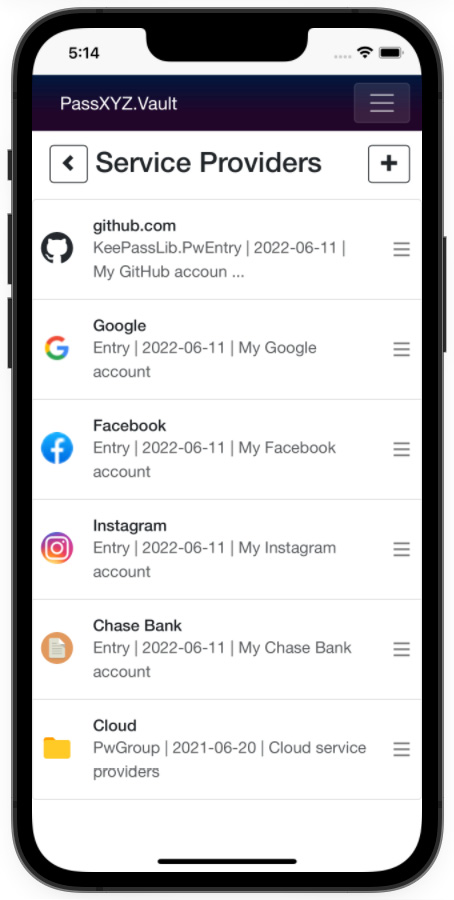 5:14
PassXYZ.Vault
Service Providers
github.com
KeePassLib.PwEntry | 2022-06-11 |
My GitHub accoun ...
Google
Entry | 2022-06-11 | My Google
account
Facebook
Entry | 2022-06-11 | My Facebook
account
Instagram
Entry | 2022-06-11 | My Instagram
account
Chase Bank
Entry | 2022-06-11 | My Chase Bank
account
Cloud
PwGroup | 2021-06-20 | Cloud service
providers